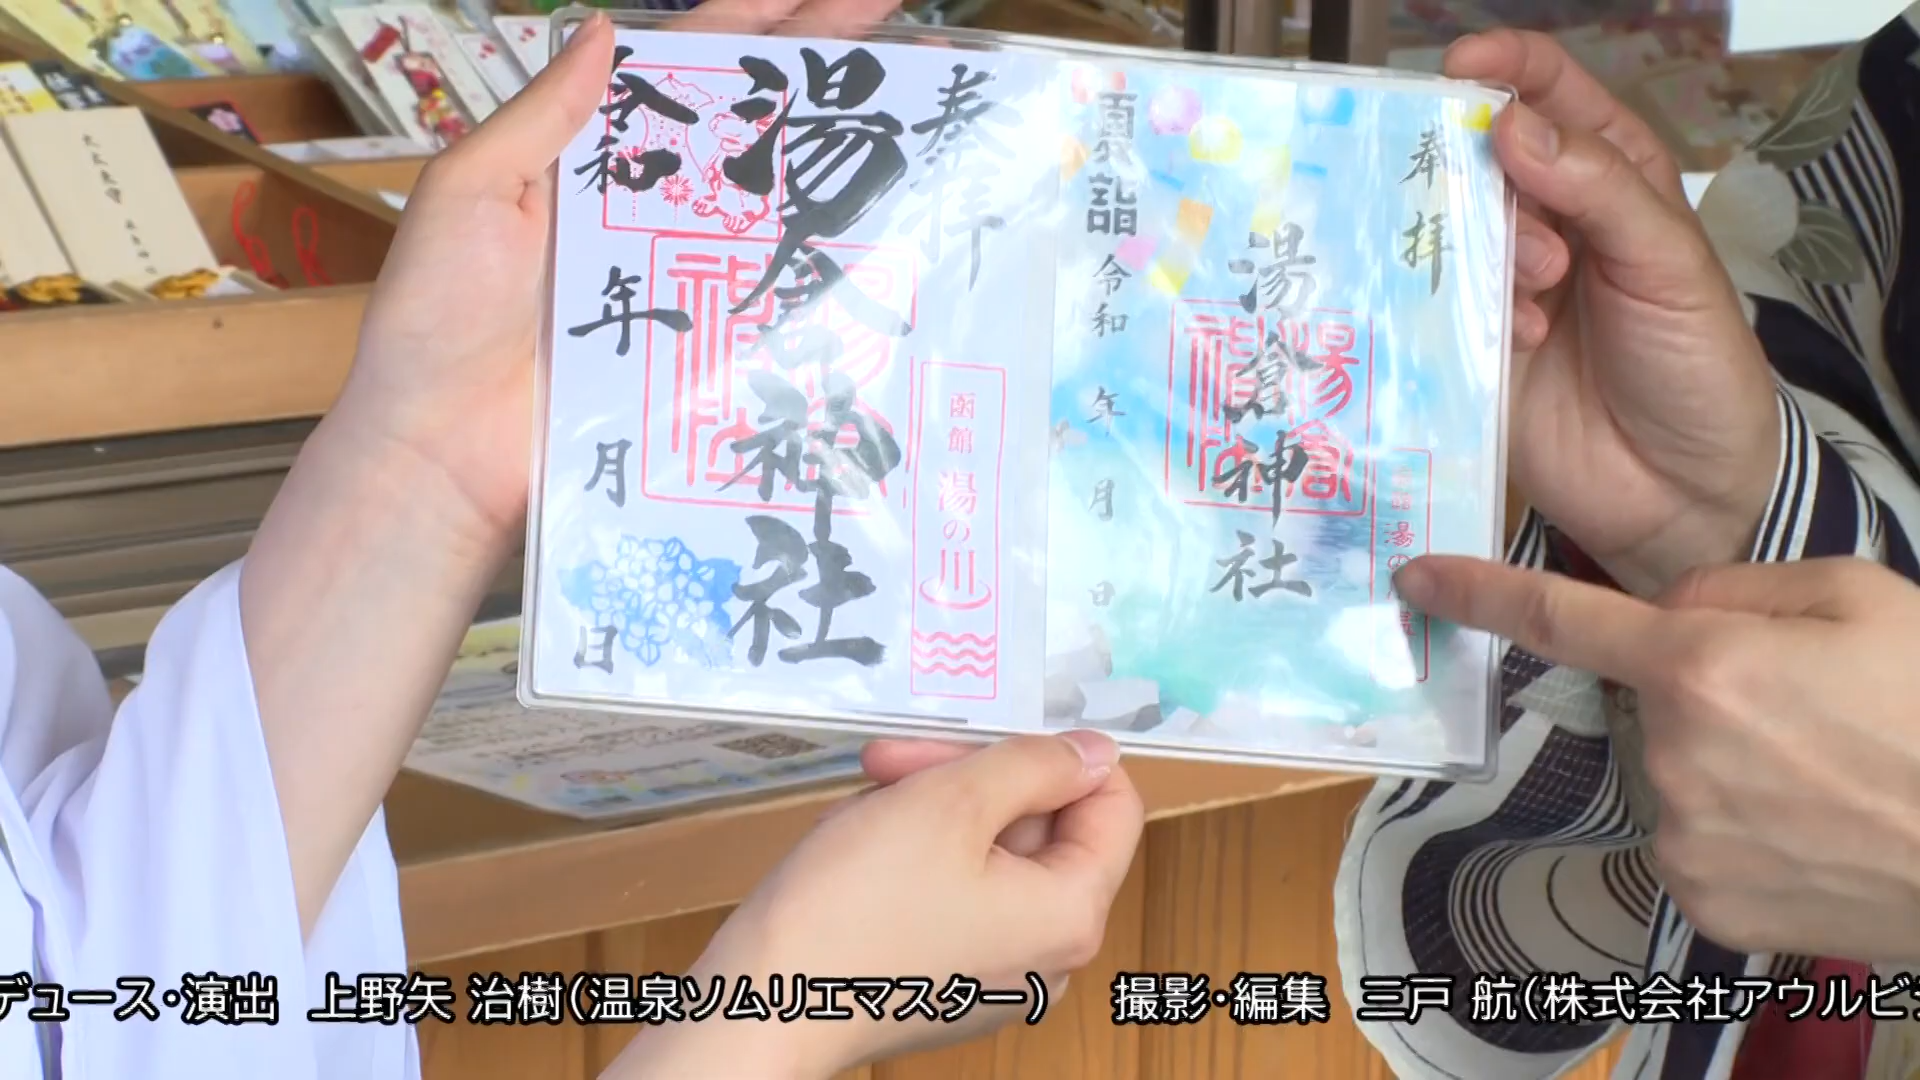 奉拝
湯倉神社
令和
年
月
日
函館
湯の川
奉拝
湯倉神社
夏詣
令和
年
月
日
デュース・演出 上野矢 治樹(温泉ソムリエマスター) 撮影・編集 三戸 航(株式会社アウルビ